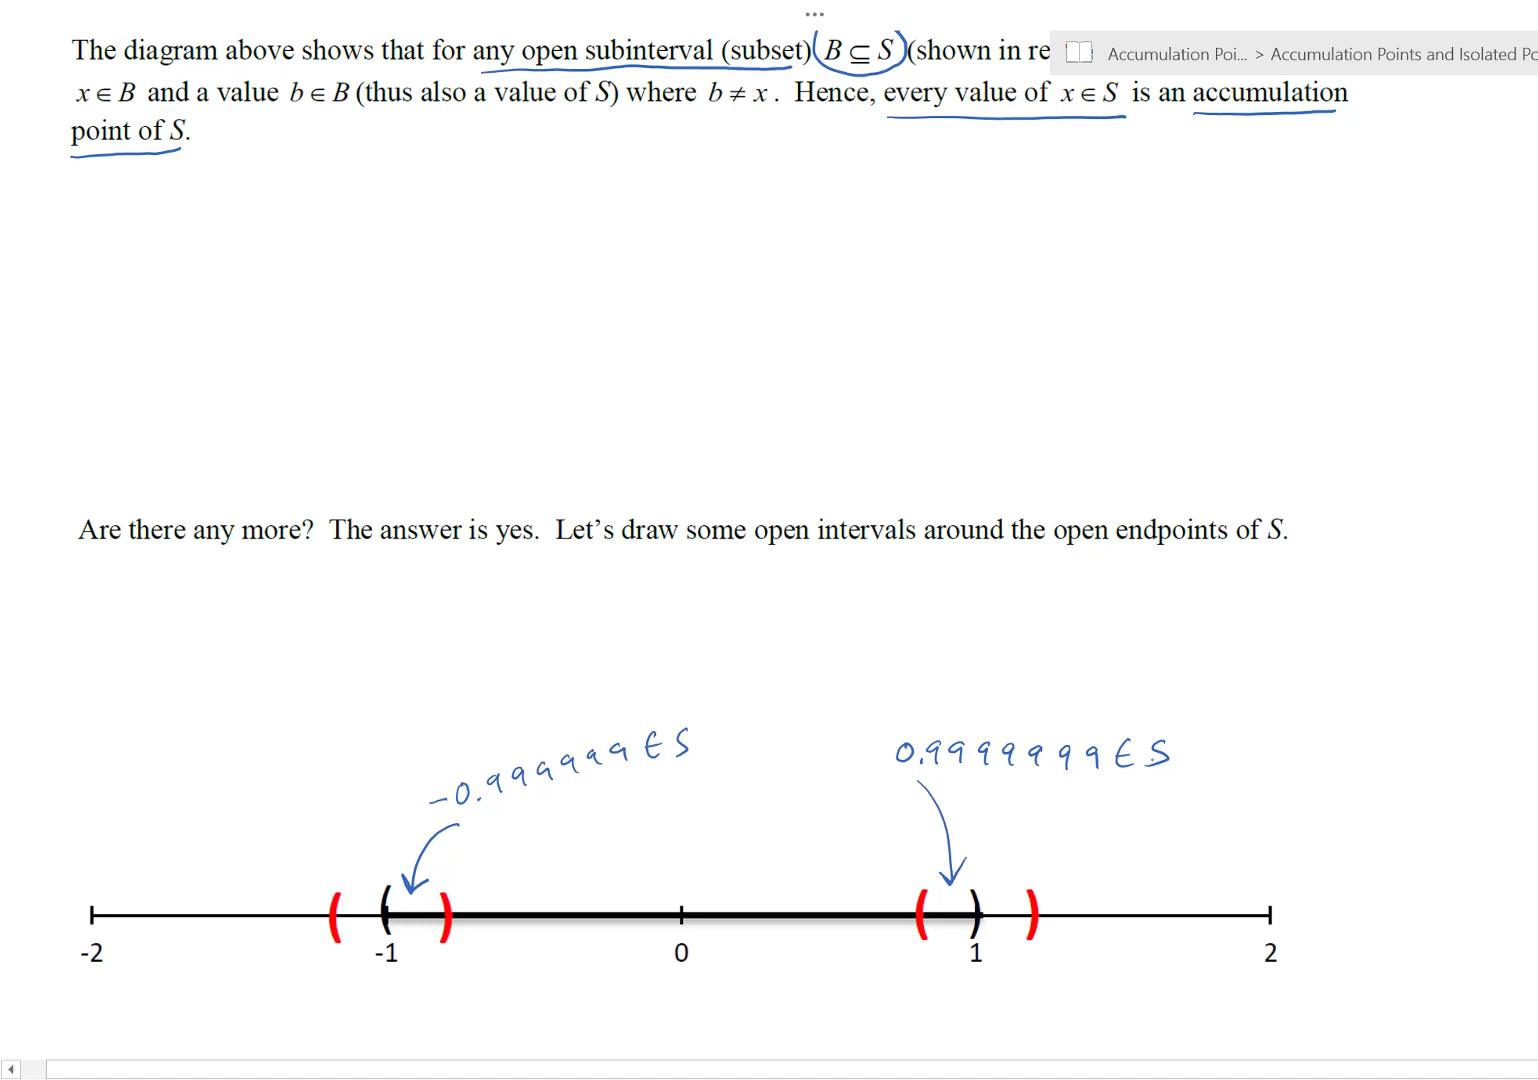 ...
The diagram above shows that for any open subinterval (subset) B ⊆ S (shown in re
Accumulation Poi... > Accumulation Points and Isolated Po
x ∈ B and a value b ∈ B (thus also a value of S) where b ≠ x . Hence, every value of x ∈ S is an accumulation
point of S.
Are there any more? The answer is yes. Let's draw some open intervals around the open endpoints of S.
-0.999999 ∈ S
0.9999999 ∈ S
( ( ) ( ) )
-2 -1 0 1 2